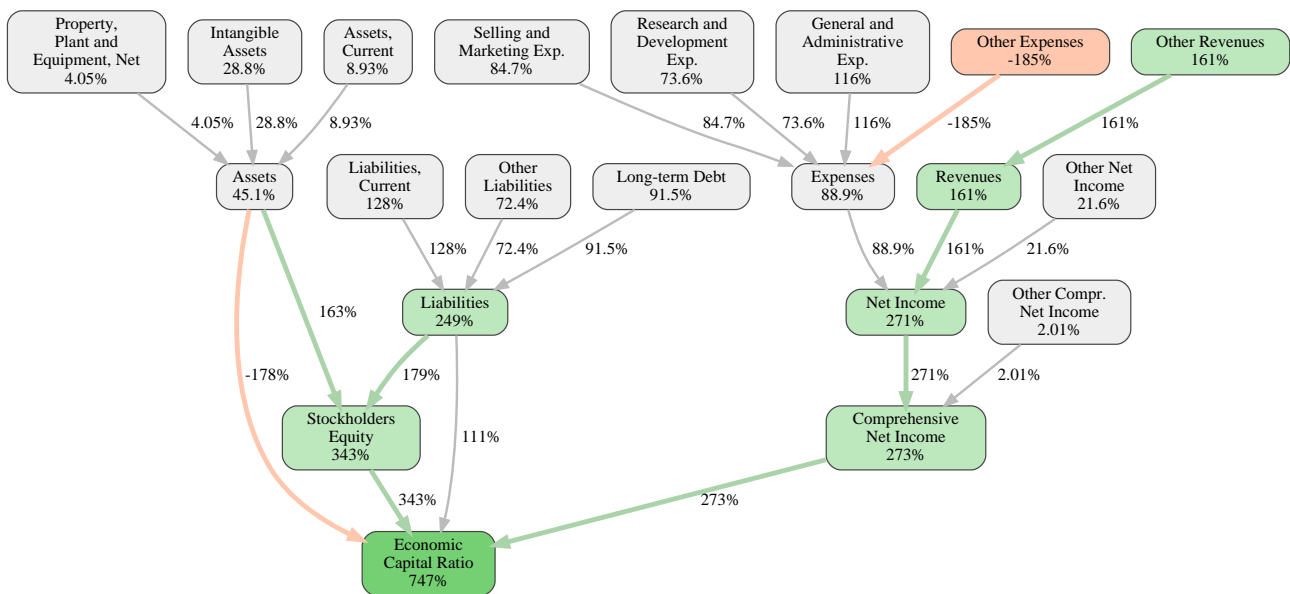 Property,
Plant and
Equipment, Net
4.05%
Intangible
Assets
28.8%
Assets,
Current
8.93%
Selling and
Marketing Exp.
84.7%
Research and
Development
Exp.
73.6%
General and
Administrative
Exp.
116%
Other Expenses
-185%
Other Revenues
161%
4.05%
28.8%
8.93%
84.7%
73.6%
116%
-185%
161%
Assets
45.1%
Liabilities,
Current
128%
Other
Liabilities
72.4%
Long-term Debt
91.5%
Expenses
88.9%
Revenues
161%
Other Net
Income
21.6%
128%
72.4%
91.5%
88.9%
161%
21.6%
163%
Liabilities
249%
Net Income
271%
Other Compr.
Net Income
2.01%
-178%
179%
271%
2.01%
Stockholders
Equity
343%
111%
Comprehensive
Net Income
273%
343%
273%
Economic
Capital Ratio
747%